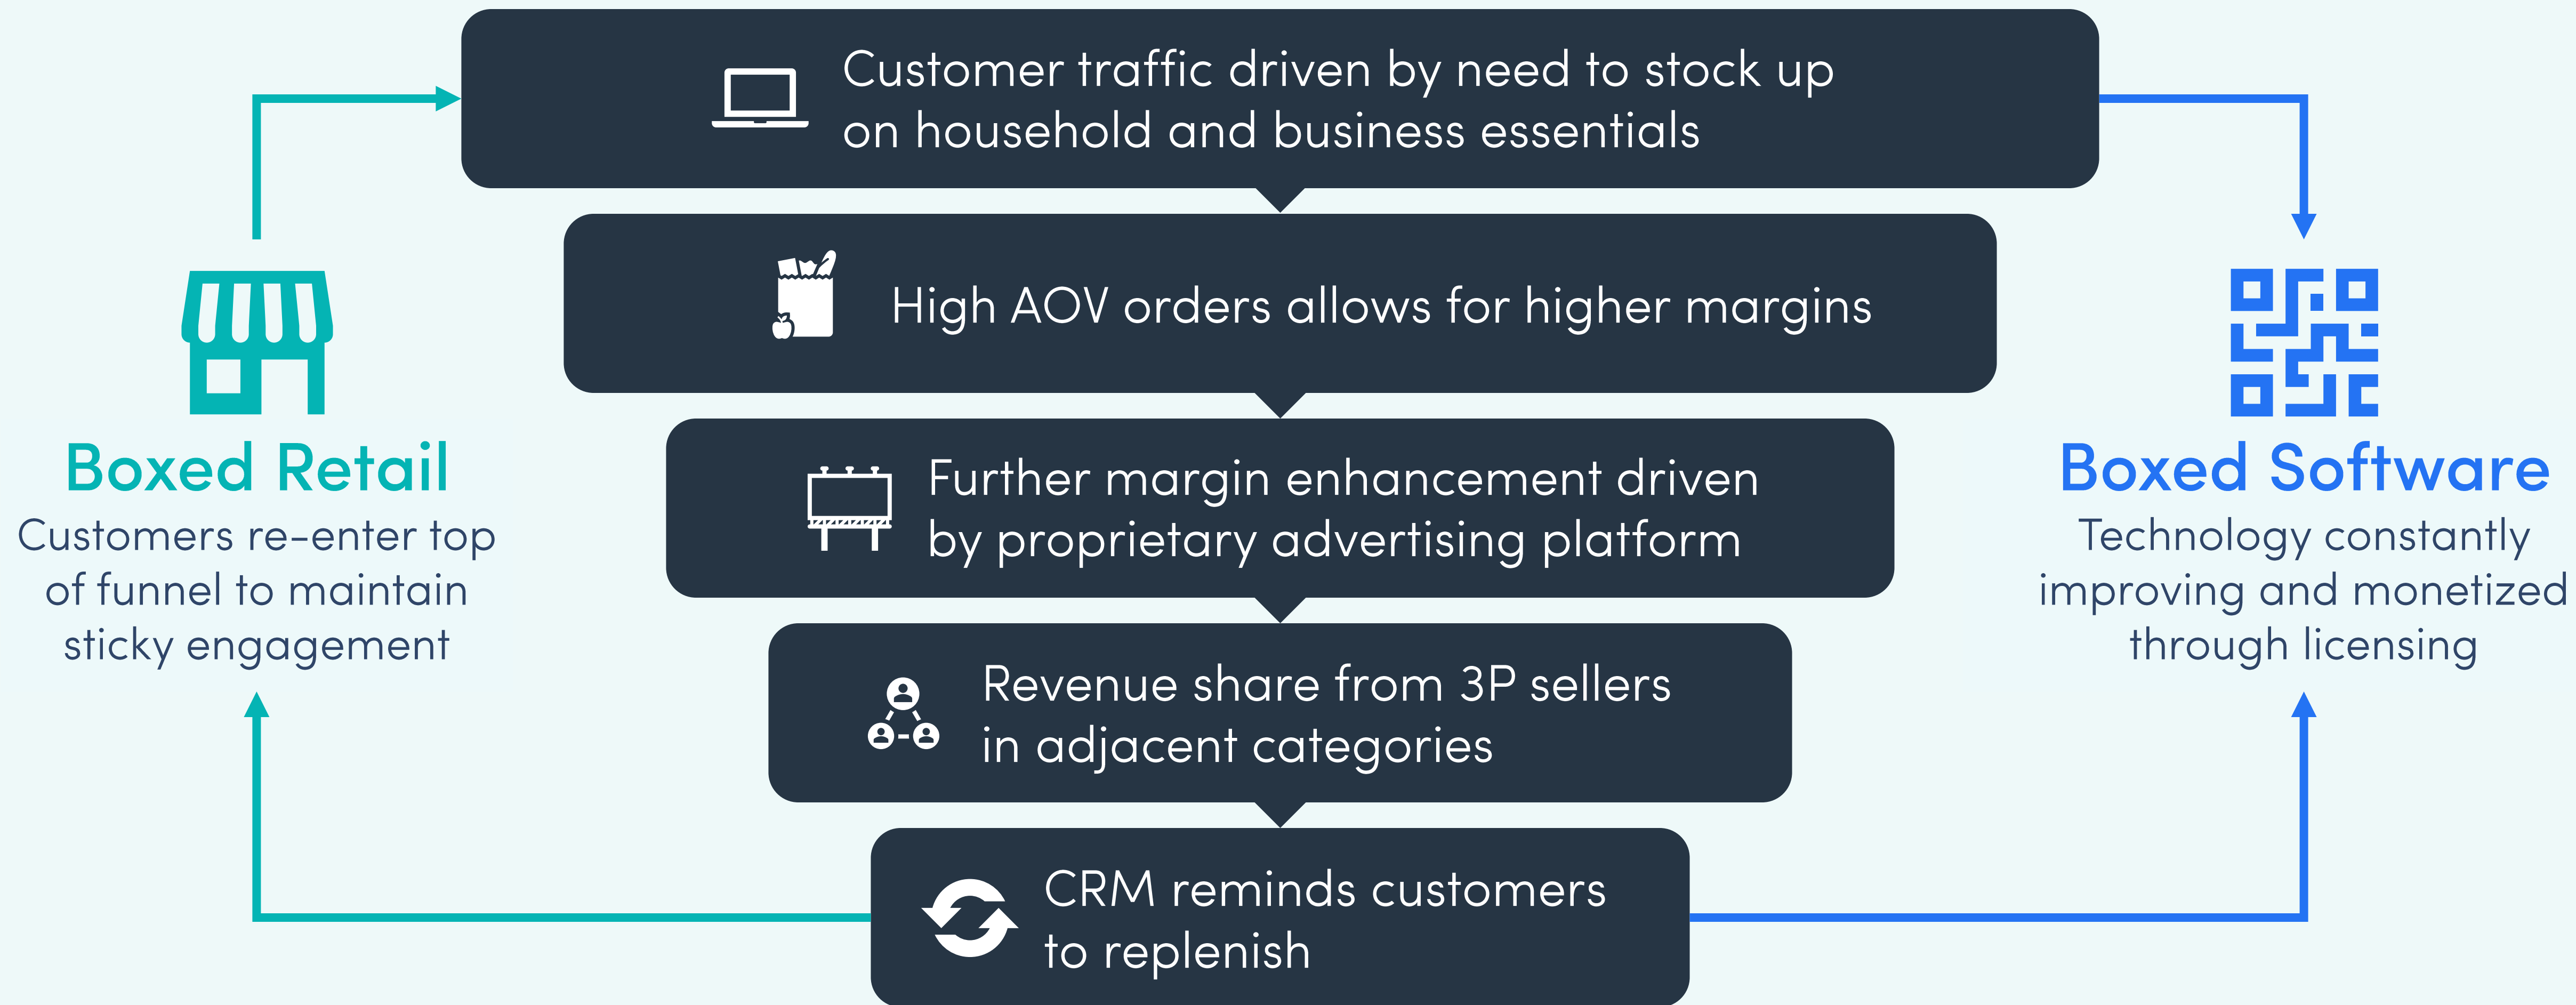 Customer traffic driven by need to stock up
on household and business essentials
High AOV orders allows for higher margins
Further margin enhancement driven
by proprietary advertising platform
Revenue share from 3P sellers
in adjacent categories
CRM reminds customers
to replenish
Boxed Retail
Customers re-enter top
of funnel to maintain
sticky engagement
Boxed Software
Technology constantly
improving and monetized
through licensing